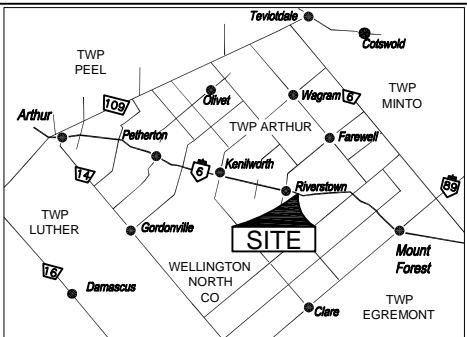 Teviotdale
Cotswold
TWP
PEEL
109
Olivet
Wagram
6
TWP
MINTO
Arthur
Petherton
TWP ARTHUR
Farewell
14
6
Kenilworth
Riverstown
89
TWP
LUTHER
Gordonville
SITE
Mount
Forest
WELLINGTON
NORTH
CO
16
Damascus
Clare
TWP
EGREMONT